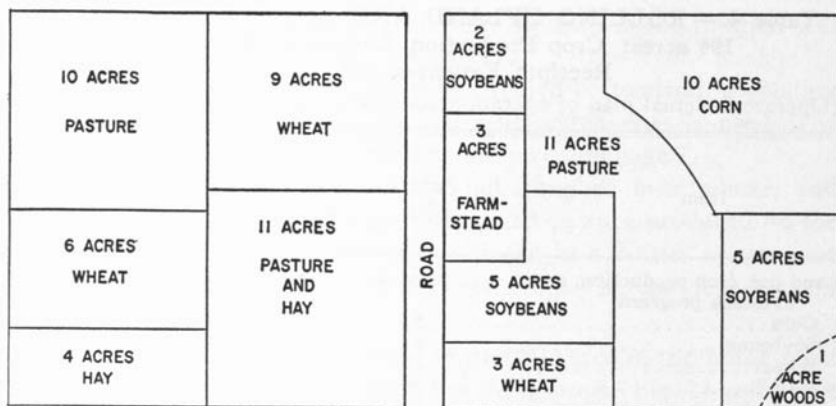 10 ACRES
PASTURE
6 ACRES
WHEAT
4 ACRES
HAY
9 ACRES
WHEAT
11 ACRES
PASTURE
AND
HAY
ROAD
2
ACRES
SOYBEANS
3
ACRES
FARM-
STEAD
11 ACRES
PASTURE
5 ACRES
SOYBEANS
3 ACRES
WHEAT
10 ACRES
CORN
5 ACRES
SOYBEANS
1
ACRE
WOODS